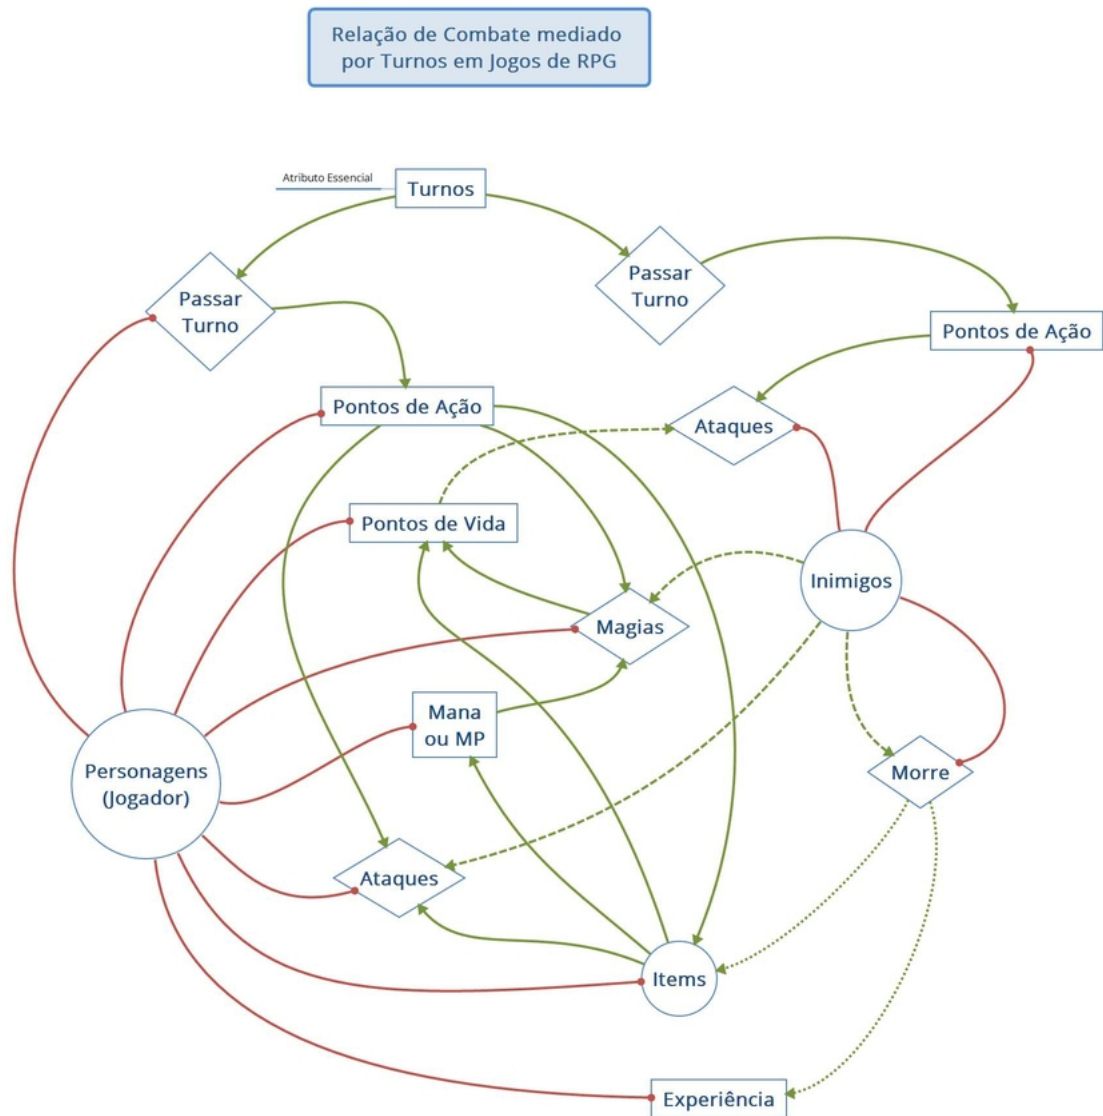 Relação de Combate mediado
por Turnos em Jogos de RPG
Atributo Essencial
Turnos
Passar
Turno
Passar
Turno
Pontos de Ação
Pontos de Ação
Ataques
Pontos de Vida
Inimigos
Magias
Mana
ou MP
Personagens
(Jogador)
Morre
Ataques
Items
Experiência